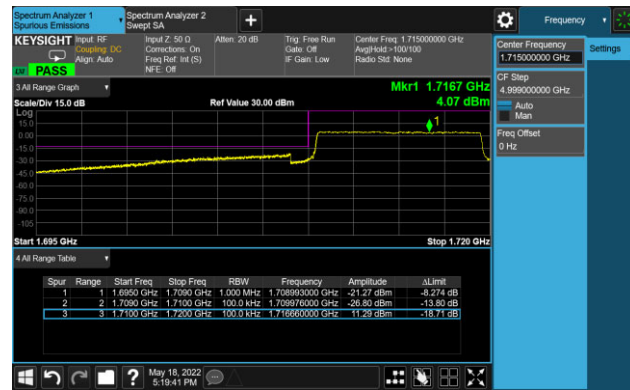 Spectrum Analyzer 1
Spurious Emissions
Spectrum Analyzer 2
Swept SA
Frequency
KEYSIGHT
Input: RF
Coupling: DC
Align: Auto
Input Z: 50 Ω
Corrections: On
Freq Ref: Int (S)
NFE: Off
Atten: 20 dB
Trig: Free Run
Gate: Off
IF Gain: Low
Center Freq: 1.715000000 GHz
Avg|Hold:>100/100
Radio Std: None
PASS
Center Frequency
1.715000000 GHz
Settings
CF Step
4.999000000 GHz
Auto
Man
Freq Offset
0 Hz
3 All Range Graph
Mkr1 1.7167 GHz
Scale/Div 15.0 dB
Ref Value 30.00 dBm
4.07 dBm
Log
1
15.0
0.00
-15.0
-30.0
-45.0
-60.0
-75.0
-90.0
-105
Start 1.695 GHz
Stop 1.720 GHz
4 All Range Table
Spur Range Start Freq Stop Freq RBW Frequency Amplitude ΔLimit
1 1 1.6950 GHz 1.7090 GHz 1.000 MHz 1.708993000 GHz -21.27 dBm -8.274 dB
2 2 1.7090 GHz 1.7100 GHz 100.0 kHz 1.709976000 GHz -26.80 dBm -13.80 dB
3 3 1.7100 GHz 1.7200 GHz 100.0 kHz 1.716660000 GHz 11.29 dBm -18.71 dB
?
May 18, 2022
5:19:41 PM